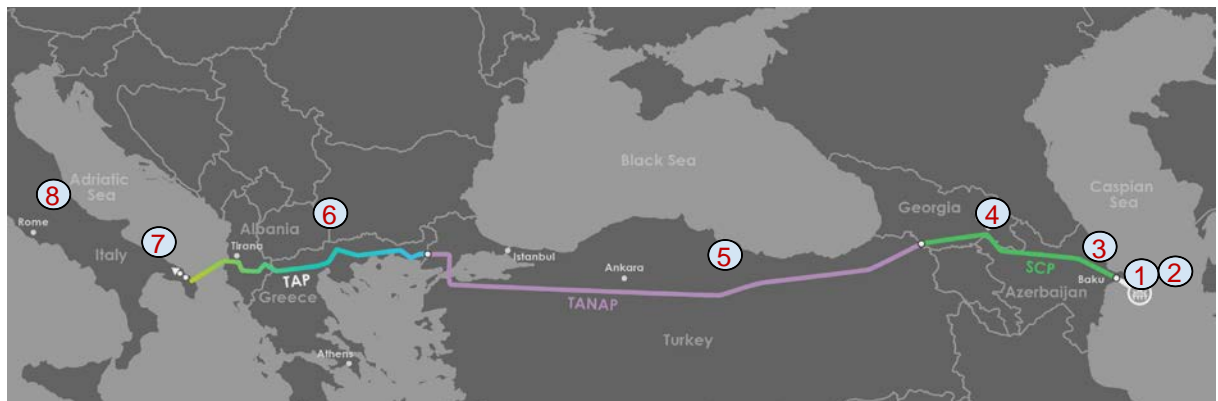 8
Adriatic
Sea
Rome
Italy
7
Albania
Tirana
6
TAP
Greece
Athens
Istanbul
Black Sea
Ankara
5
TANAP
Turkey
Georgia
4
SCP
Azerbaijan
Caspian
Sea
3
Baku
1
2